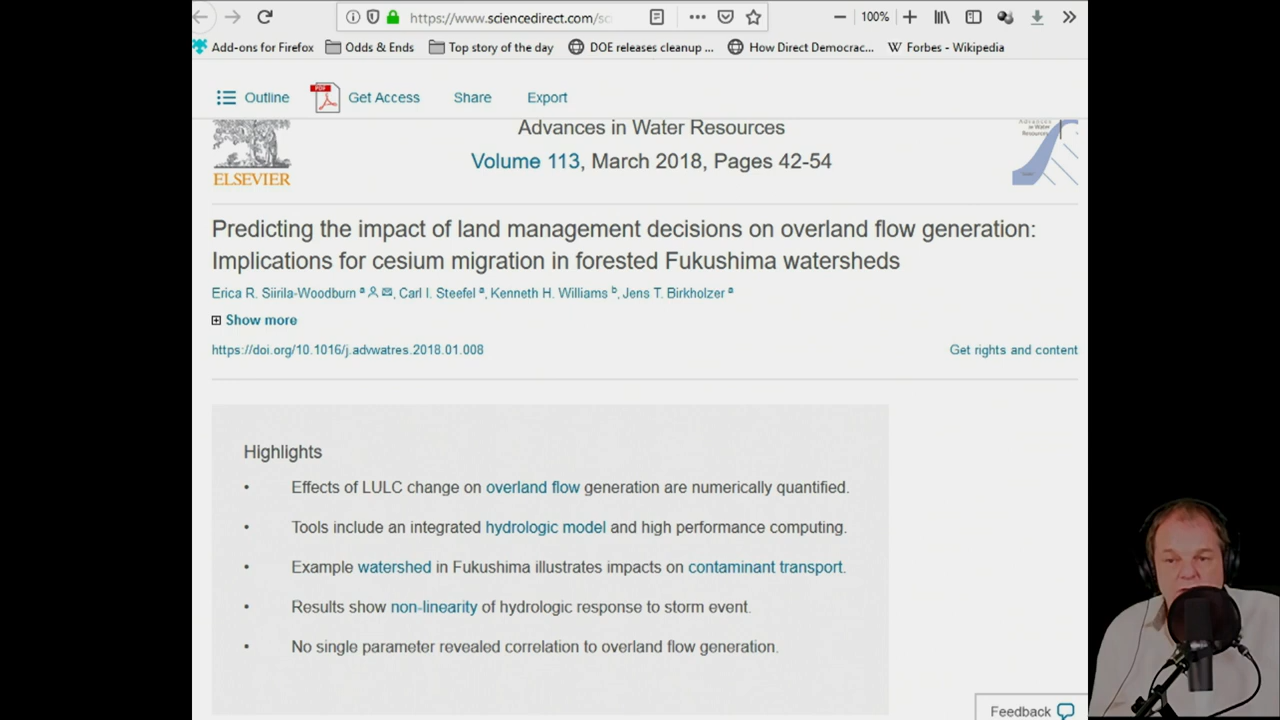 https://www.sciencedirect.com/sc
100%
Add-ons for Firefox Odds & Ends Top story of the day DOE releases cleanup ... How Direct Democrac... W Forbes - Wikipedia
Outline PDF Get Access Share Export
Advances in Water Resources
Advances in Water Resources
Volume 113, March 2018, Pages 42-54
ELSEVIER
Predicting the impact of land management decisions on overland flow generation:
Implications for cesium migration in forested Fukushima watersheds
Erica R. Siirila-Woodburn a, Carl I. Steefel a, Kenneth H. Williams b, Jens T. Birkholzer a
Show more
https://doi.org/10.1016/j.advwatres.2018.01.008 Get rights and content
Highlights
• Effects of LULC change on overland flow generation are numerically quantified.
• Tools include an integrated hydrologic model and high performance computing.
• Example watershed in Fukushima illustrates impacts on contaminant transport.
• Results show non-linearity of hydrologic response to storm event.
• No single parameter revealed correlation to overland flow generation.
Feedback